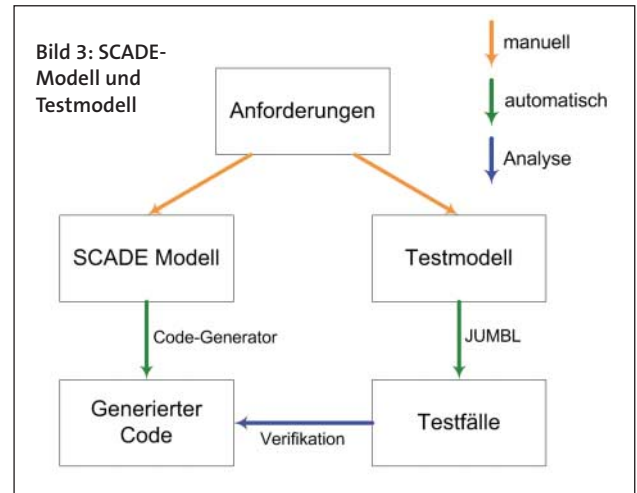 Bild 3: SCADE-
Modell und
Testmodell
manuell
automatisch
Analyse
Anforderungen
SCADE Modell
Testmodell
Code-Generator
JUMBL
Generierter
Code
Verifikation
Testfälle